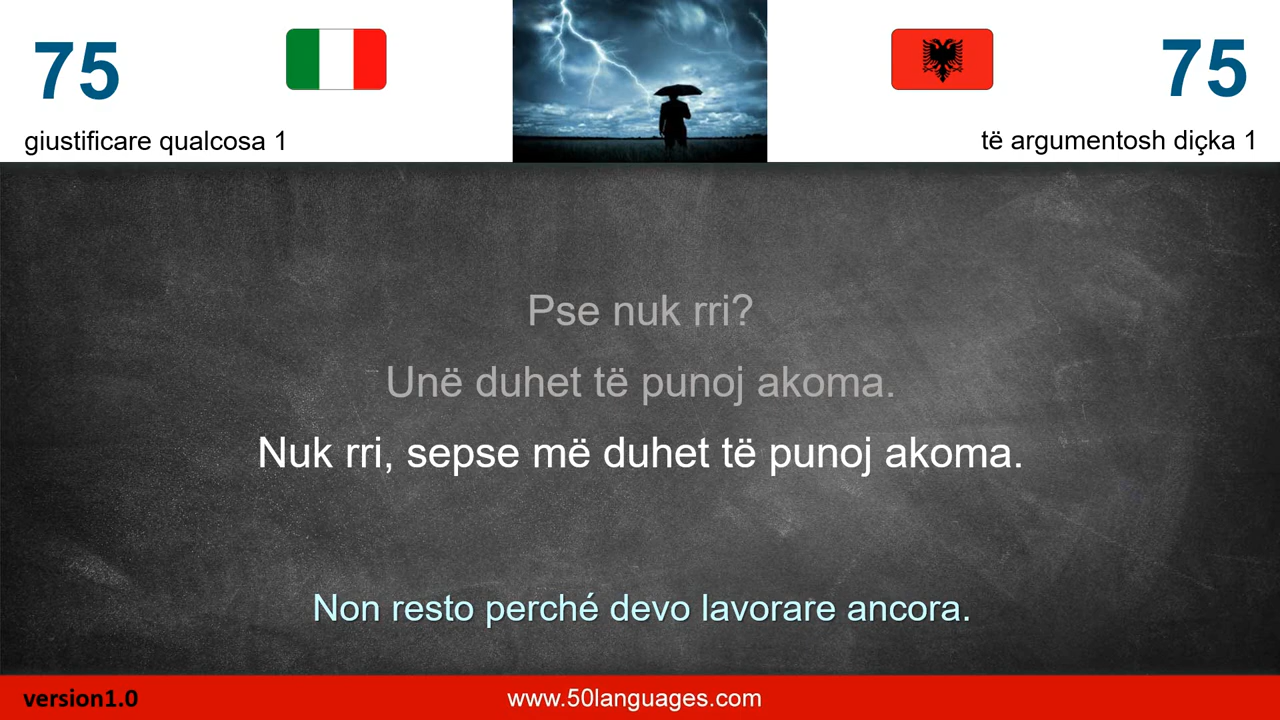 75
75
giustificare qualcosa 1
të argumentosh diçka 1
Pse nuk rri?
Unë duhet të punoj akoma.
Nuk rri, sepse më duhet të punoj akoma.
Non resto perché devo lavorare ancora.
version1.0
www.50languages.com